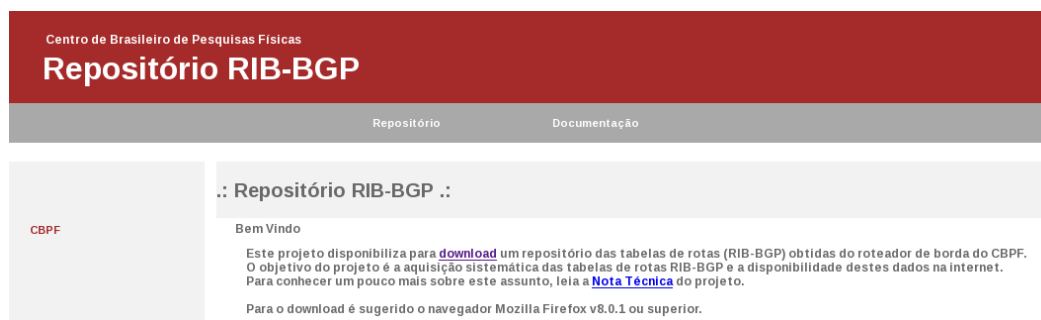 Centro de Brasileiro de Pesquisas Físicas
Repositório RIB-BGP
Repositório
Documentação
CBPF
.: Repositório RIB-BGP .:
Bem Vindo
Este projeto disponibiliza para download um repositório das tabelas de rotas (RIB-BGP) obtidas do roteador de borda do CBPF.
O objetivo do projeto é a aquisição sistemática das tabelas de rotas RIB-BGP e a disponibilidade destes dados na internet.
Para conhecer um pouco mais sobre este assunto, leia a Nota Técnica do projeto.
Para o download é sugerido o navegador Mozilla Firefox v8.0.1 ou superior.